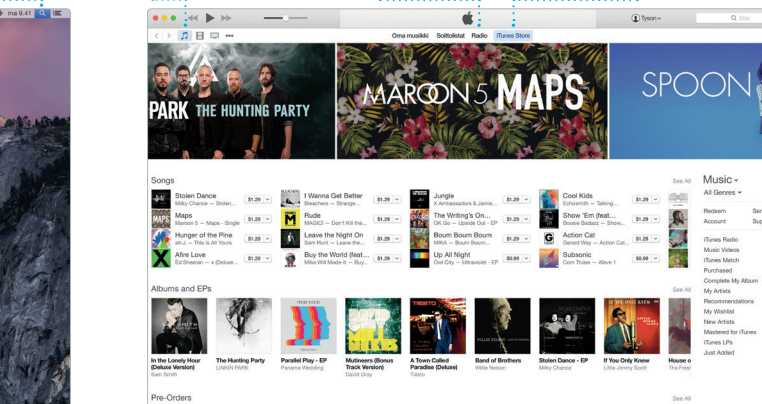 ma 9.41
Tyson
Oma musiikki Soittolistat Radio iTunes Store
PARK THE HUNTING PARTY
MAROON 5 MAPS
SPOON
Songs
See All
Stolen Dance
Milky Chance — Stolen...
$1.29
Maps
Maroon 5 — Maps - Single
$1.29
Hunger of the Pine
alt-J — This Is All Yours
$1.29
Afire Love
Ed Sheeran — x (Deluxe...
$1.29
I Wanna Get Better
Bleachers — Strange...
$1.29
Rude
MAGIC! — Don't Kill the...
$1.29
Leave the Night On
Sam Hunt — Leave the...
$1.29
Buy the World (feat...
Mike Will Made It — Buy...
$1.29
Jungle
X Ambassadors & Jamie...
$1.29
The Writing's On...
OK Go — Upside Out - EP
$1.29
Boum Boum Boum
MIKA — Boum Boum...
$1.29
Up All Night
Owl City — Ultraviolet - EP
$0.99
Cool Kids
Echosmith — Talking...
$1.29
Show 'Em (feat...
Boosie Badazz — Show...
$1.29
Action Cat
Gerard Way — Action Cat...
$1.29
Subsonic
Com Truise — Wave 1
$0.99
Albums and EPs
See All
In the Lonely Hour
(Deluxe Version)
Sam Smith
The Hunting Party
LINKIN PARK
Parallel Play - EP
Panama Wedding
Mutineers (Bonus
Track Version)
David Gray
A Town Called
Paradise (Deluxe)
Tiësto
Band of Brothers
Willie Nelson
Stolen Dance - EP
Milky Chance
If You Only Knew
Little Jimmy Scott
House o
The Fresh
Pre-Orders
See All
Music
All Genres
Redeem
Account
iTunes Radio
Music Videos
iTunes Match
Purchased
Complete My Album
My Artists
Recommendations
My Wishlist
New Artists
Mastered for iTunes
iTunes LPs
Just Added